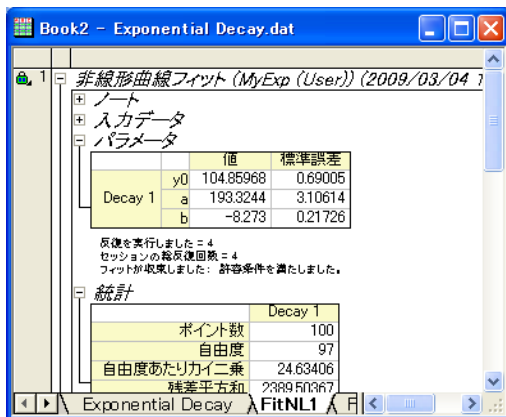 Book2 - Exponential Decay.dat
1 非線形曲線フィット (MyExp (User)) (2009/03/04
ノート
入力データ
パラメータ
値 標準誤差
Decay 1 y0 104.85968 0.69005
a 193.3244 3.10614
b -8.273 0.21726
反復を実行しました = 4
セッションの総反復回数 = 4
フィットが収束しました: 許容条件を満たしました。
統計
Decay 1
ポイント数 100
自由度 97
自由度あたりカイ二乗 24.63406
残差平方和 2389.50367
Exponential Decay FitNL1